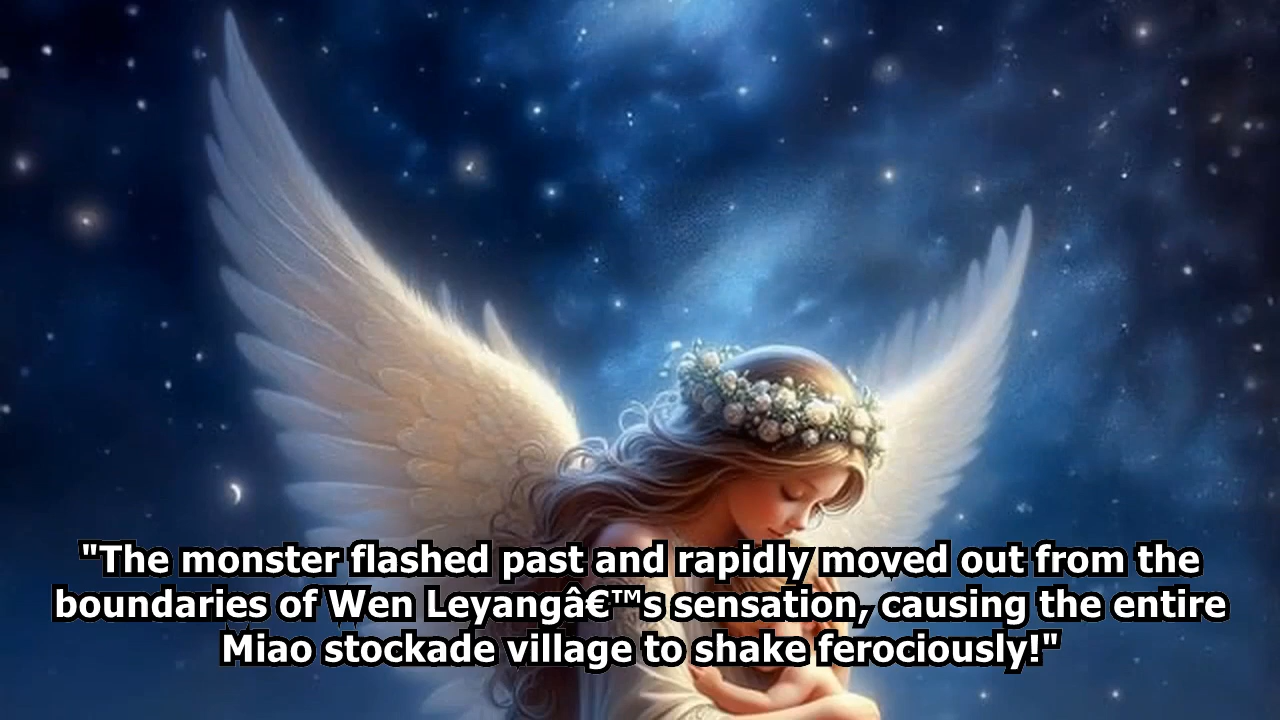 "The monster flashed past and rapidly moved out from the
boundaries of Wen Leyangâ€™s sensation, causing the entire
Miao stockade village to shake ferociously!"